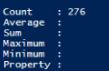 Count    : 276
Average  :
Sum      :
Maximum  :
Minimum  :
Property :